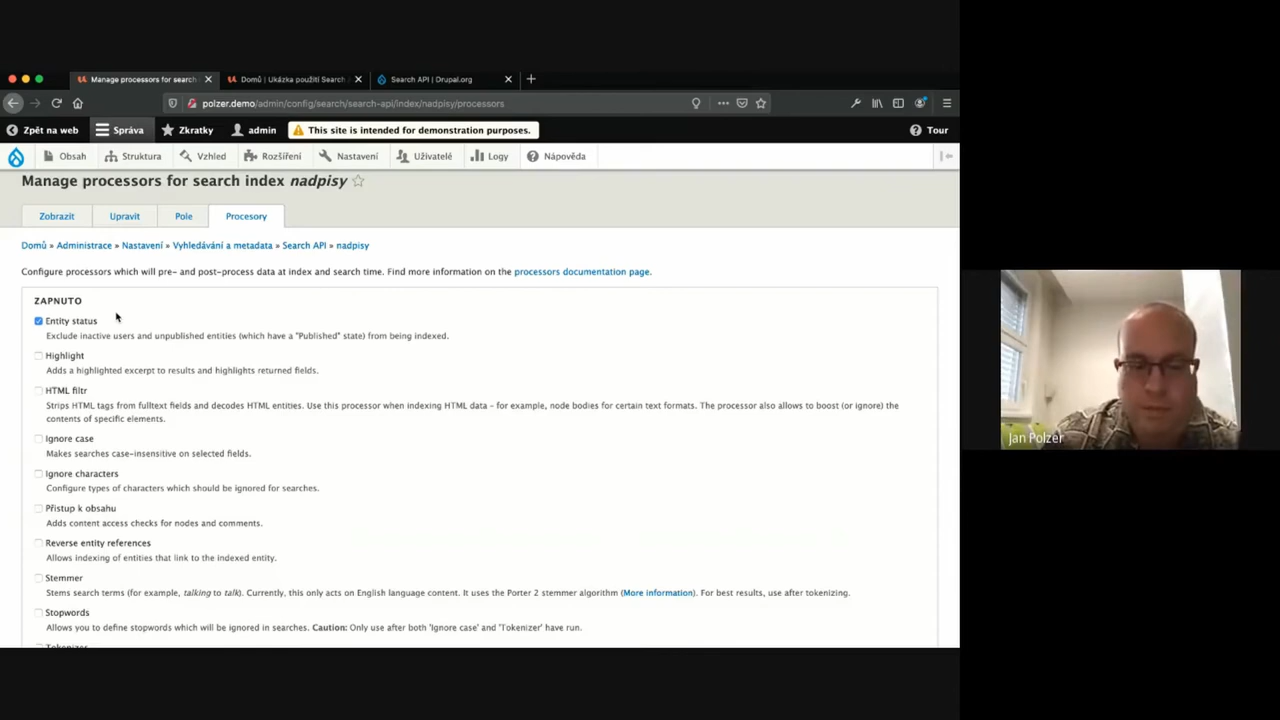 Manage processors for search
Domů | Ukázka použití Search
Search API | Drupal.org
polzer.demo/admin/config/search/search-api/index/nadpisy/processors
Zpět na web
Správa
Zkratky
admin
This site is intended for demonstration purposes.
Tour
Obsah
Struktura
Vzhled
Rozšíření
Nastavení
Uživatelé
Logy
Nápověda
Manage processors for search index nadpisy
Zobrazit
Upravit
Pole
Procesory
Domů » Administrace » Nastavení » Vyhledávání a metadata » Search API » nadpisy
Configure processors which will pre- and post-process data at index and search time. Find more information on the processors documentation page.
ZAPNUTO
Entity status
Exclude inactive users and unpublished entities (which have a "Published" state) from being indexed.
Highlight
Adds a highlighted excerpt to results and highlights returned fields.
HTML filtr
Strips HTML tags from fulltext fields and decodes HTML entities. Use this processor when indexing HTML data – for example, node bodies for certain text formats. The processor also allows to boost (or ignore) the
contents of specific elements.
Ignore case
Makes searches case-insensitive on selected fields.
Ignore characters
Configure types of characters which should be ignored for searches.
Přístup k obsahu
Adds content access checks for nodes and comments.
Reverse entity references
Allows indexing of entities that link to the indexed entity.
Stemmer
Stems search terms (for example, talking to talk). Currently, this only acts on English language content. It uses the Porter 2 stemmer algorithm (More information). For best results, use after tokenizing.
Stopwords
Allows you to define stopwords which will be ignored in searches. Caution: Only use after both 'Ignore case' and 'Tokenizer' have run.
Tokenizer
Jan Polzer